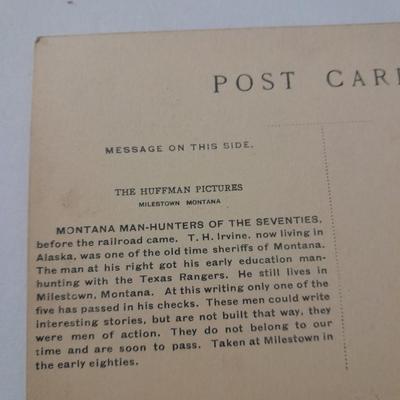 POST CAR
MESSAGE ON THIS SIDE.
THE HUFFMAN PICTURES
MILESTOWN MONTANA
MONTANA MAN-HUNTERS OF THE SEVENTIES,
before the railroad came. T. H. Irvine, now living in
Alaska, was one of the old time sheriffs of Montana.
The man at his right got his early education man-
hunting with the Texas Rangers. He still lives in
Milestown, Montana. At this writing only one of the
five has passed in his checks. These men could write
interesting stories, but are not built that way, they
were men of action. They do not belong to our
time and are soon to pass. Taken at Milestown in
the early eighties.